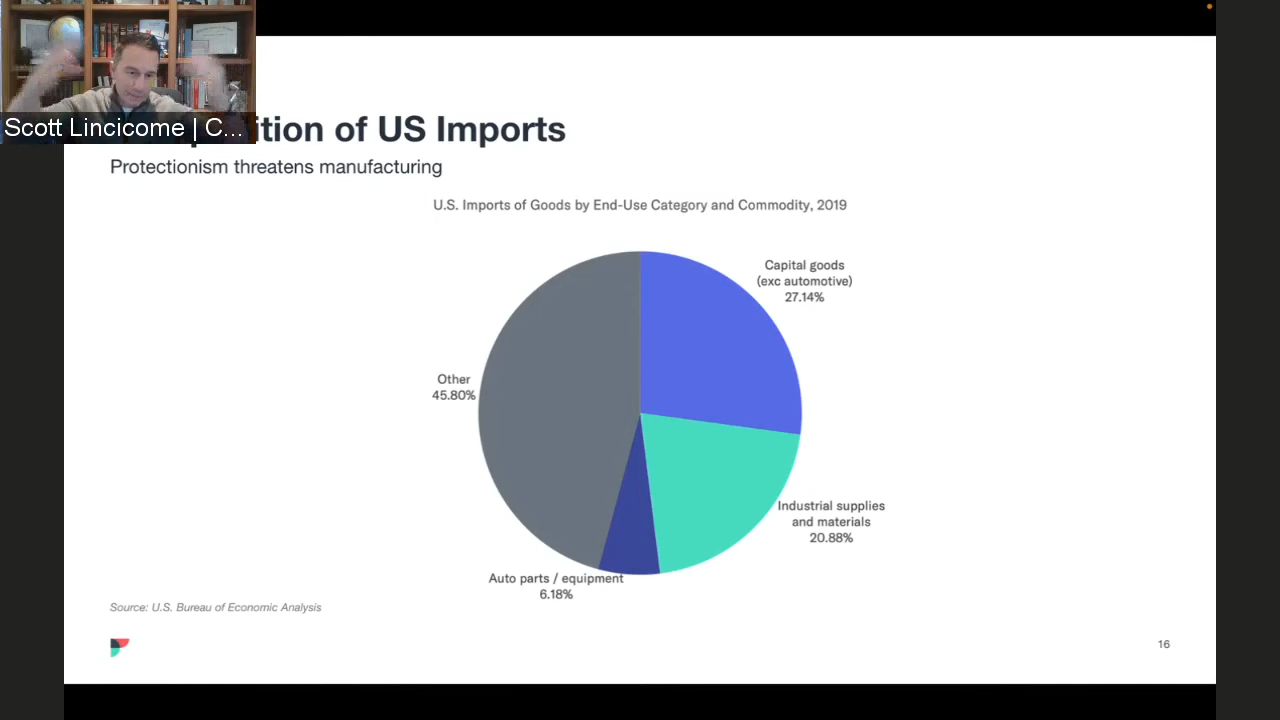 Scott Lincicome | C...
ition of US Imports
Protectionism threatens manufacturing
U.S. Imports of Goods by End-Use Category and Commodity, 2019
Capital goods
(exc automotive)
27.14%
Other
45.80%
Industrial supplies
and materials
20.88%
Auto parts / equipment
6.18%
Source: U.S. Bureau of Economic Analysis
16